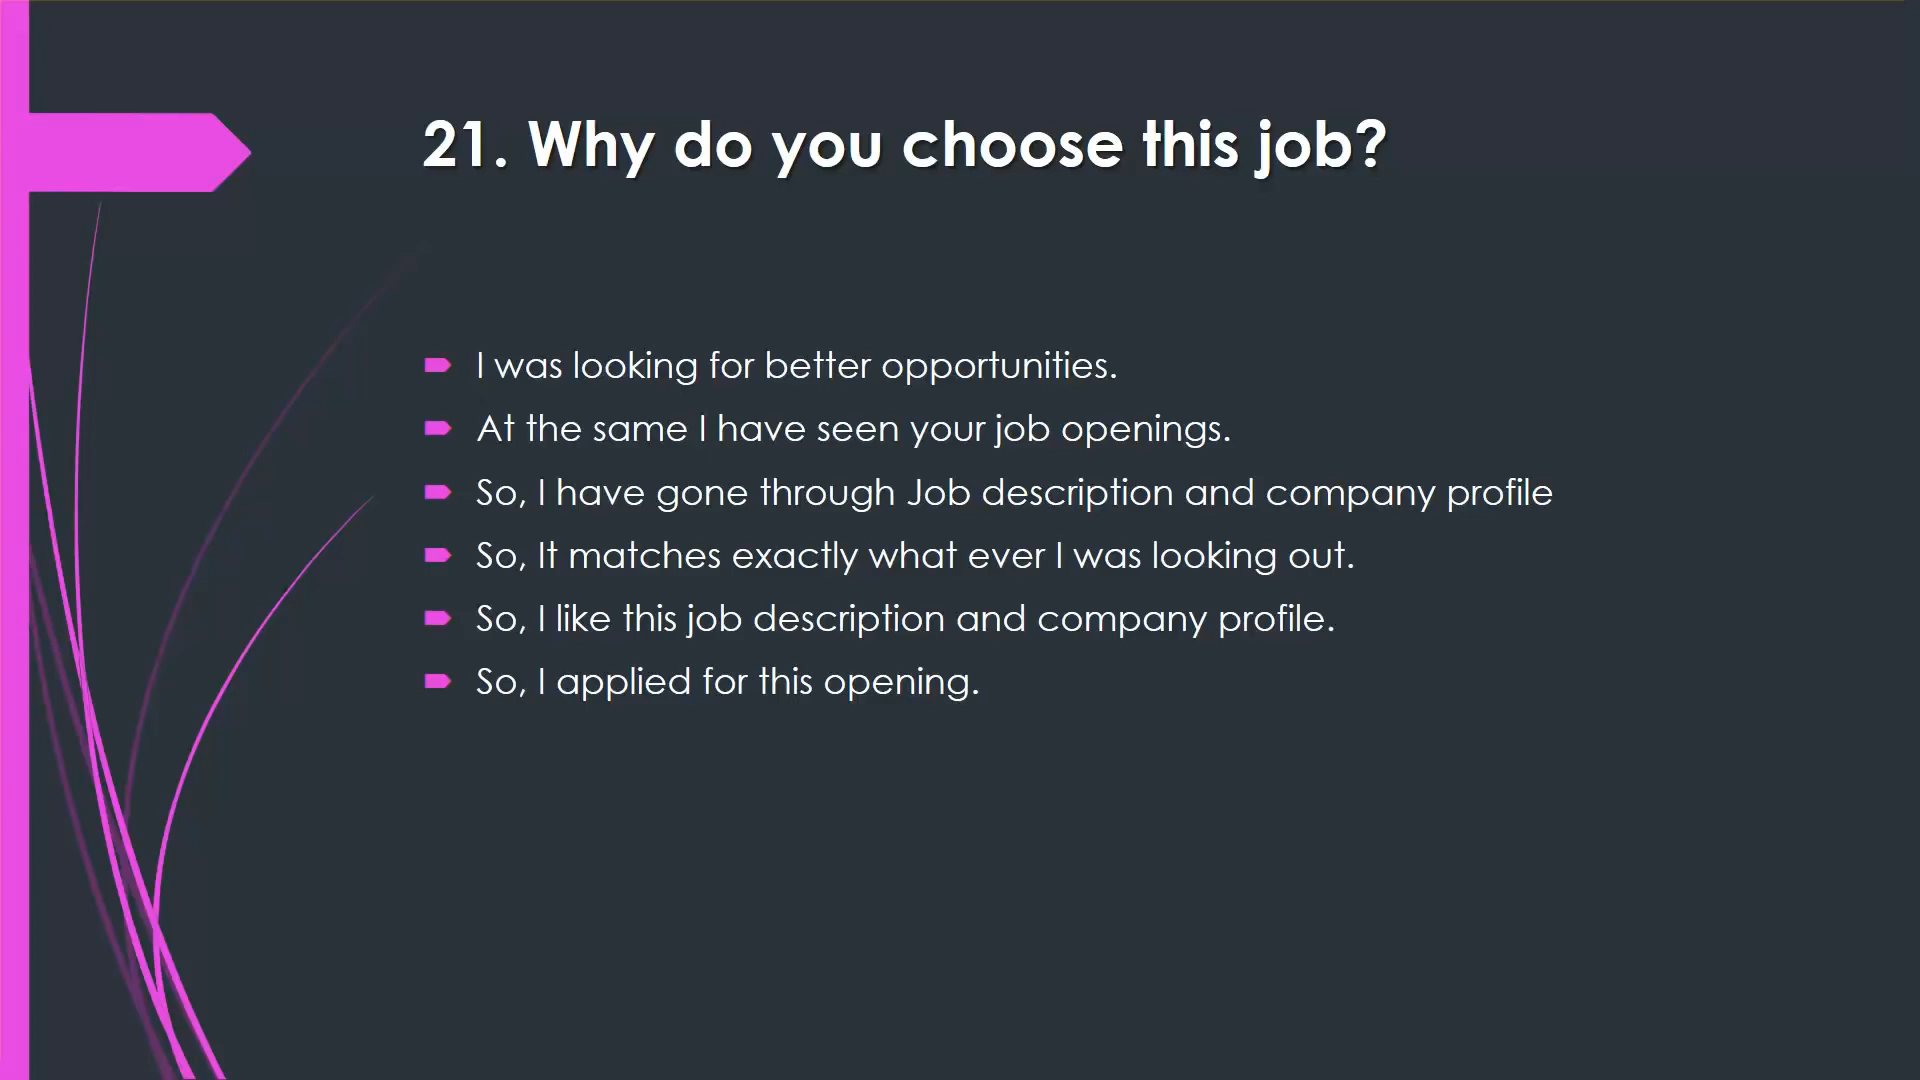 21. Why do you choose this job?
I was looking for better opportunities.
At the same I have seen your job openings.
So, I have gone through Job description and company profile
So, It matches exactly what ever I was looking out.
So, I like this job description and company profile.
So, I applied for this opening.